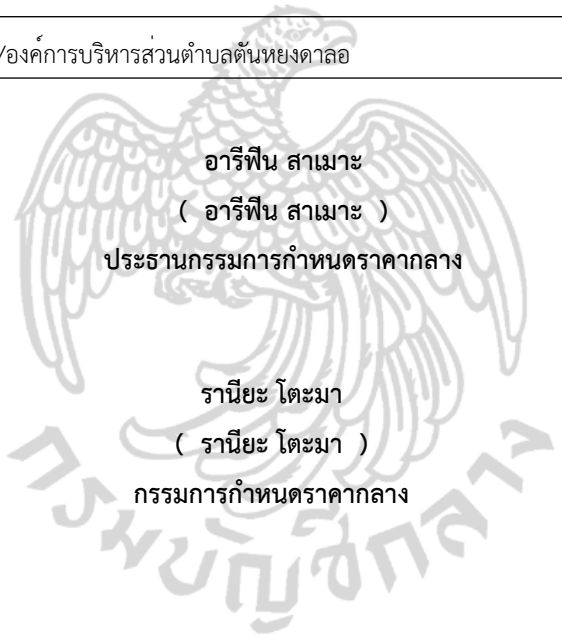 /องค์การบริหารส่วนตำบลตันหยงดาลอ
อารีฟีน สาเมาะ
( อารีฟีน สาเมาะ )
ประธานกรรมการกำหนดราคากลาง
รานียะ โตะมา
( รานียะ โตะมา )
กรรมการกำหนดราคากลาง
กรมบัญชีกลาง